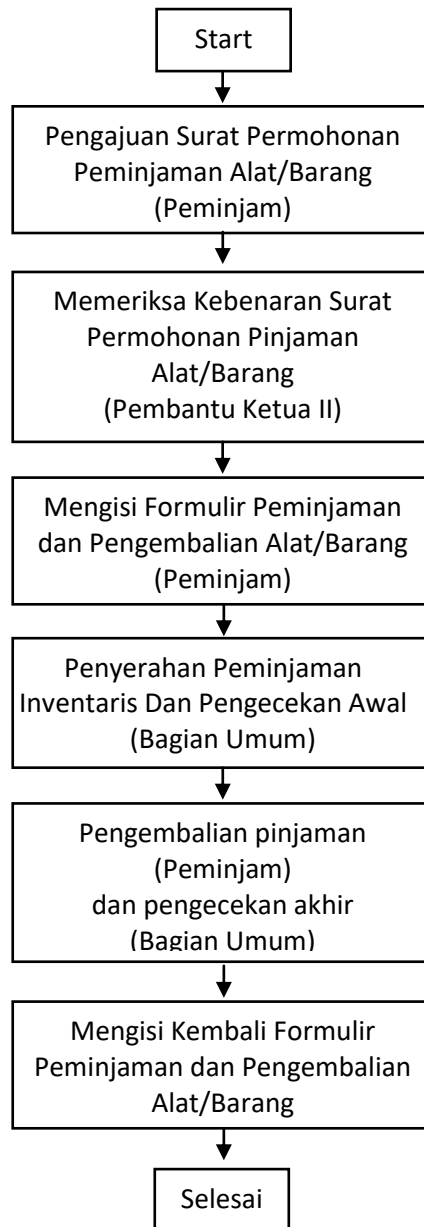 Start
Pengajuan Surat Permohonan
Peminjaman Alat/Barang
(Peminjam)
Memeriksa Kebenaran Surat
Permohonan Pinjaman
Alat/Barang
(Pembantu Ketua II)
Mengisi Formulir Peminjaman
dan Pengembalian Alat/Barang
(Peminjam)
Penyerahan Peminjaman
Inventaris Dan Pengecekan Awal
(Bagian Umum)
Pengembalian pinjaman
(Peminjam)
dan pengecekan akhir
(Bagian Umum)
Mengisi Kembali Formulir
Peminjaman dan Pengembalian
Alat/Barang
Selesai